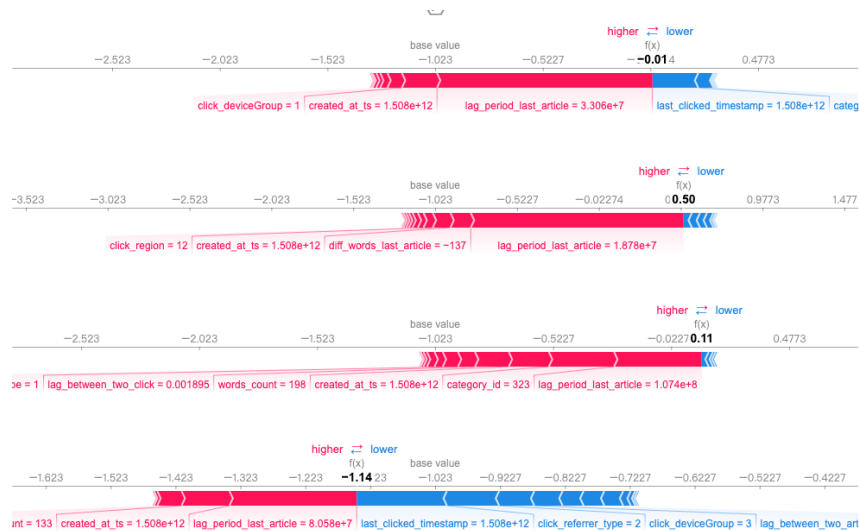 higher ⇄ lower
base value f(x)
−2.523 −2.023 −1.523 −1.023 −0.5227 −0.01 0.4773
click_deviceGroup = 1 created_at_ts = 1.508e+12 lag_period_last_article = 3.306e+7 last_clicked_timestamp = 1.508e+12 categ
higher ⇄ lower
base value f(x)
−3.523 −3.023 −2.523 −2.023 −1.523 −1.023 −0.5227 −0.02274 0.50 0.9773 1.477
click_region = 12 created_at_ts = 1.508e+12 diff_words_last_article = −137 lag_period_last_article = 1.878e+7
higher ⇄ lower
base value f(x)
−2.523 −2.023 −1.523 −1.023 −0.5227 −0.0227 0.11 0.4773
pe = 1 lag_between_two_click = 0.001895 words_count = 198 created_at_ts = 1.508e+12 category_id = 323 lag_period_last_article = 1.074e+8
higher ⇄ lower
f(x) base value
−1.623 −1.523 −1.423 −1.323 −1.223 −1.14 −1.023 −0.9227 −0.8227 −0.7227 −0.6227 −0.5227 −0.4227
unt = 133 created_at_ts = 1.508e+12 lag_period_last_article = 8.058e+7 last_clicked_timestamp = 1.508e+12 click_referrer_type = 2 click_deviceGroup = 3 lag_between_two_art